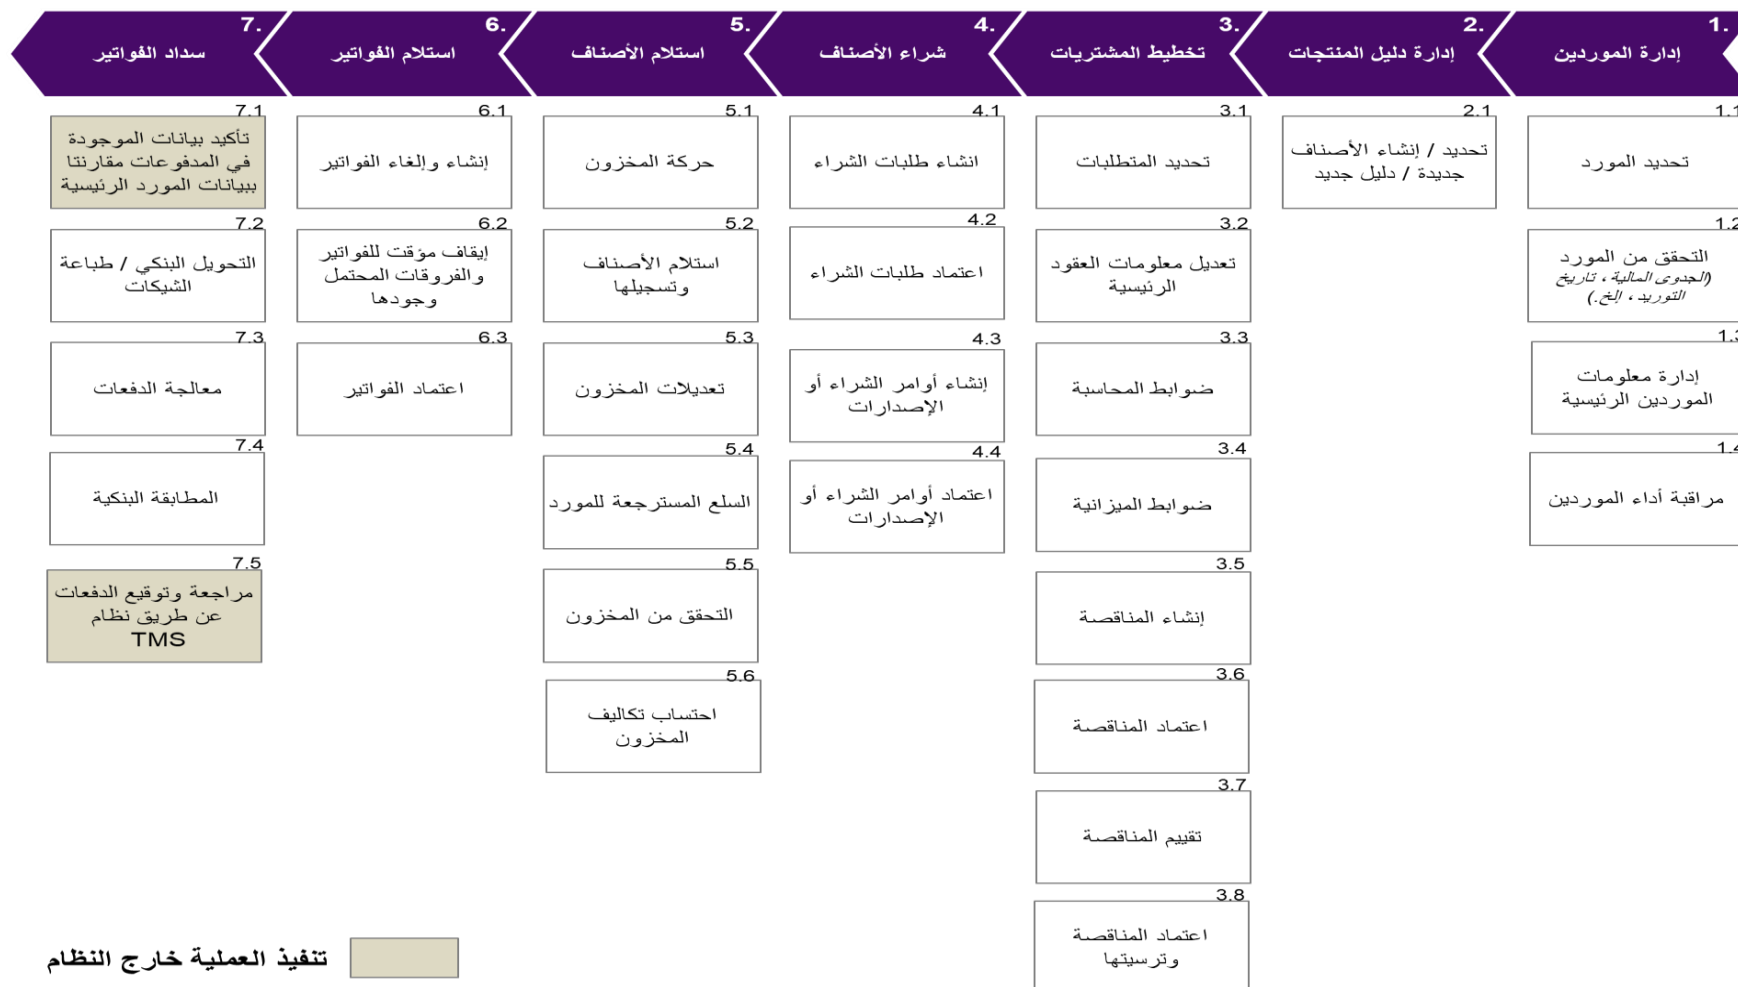 1.
إدارة الموردين
2.
إدارة دليل المنتجات
3.
تخطيط المشتريات
4.
شراء الأصناف
5.
استلام الأصناف
6.
استلام الفواتير
7.
سداد الفواتير
1.1
تحديد المورد
1.2
التحقق من المورد
(الجدوى المالية ، تاريخ
التوريد ، إلخ.)
1.3
إدارة معلومات
الموردين الرئيسية
1.4
مراقبة أداء الموردين
2.1
تحديد / إنشاء الأصناف
جديدة / دليل جديد
3.1
تحديد المتطلبات
3.2
تعديل معلومات العقود
الرئيسية
3.3
ضوابط المحاسبة
3.4
ضوابط الميزانية
3.5
إنشاء المناقصة
3.6
اعتماد المناقصة
3.7
تقييم المناقصة
3.8
اعتماد المناقصة
وترسيتها
4.1
انشاء طلبات الشراء
4.2
اعتماد طلبات الشراء
4.3
إنشاء أوامر الشراء أو
الإصدارات
4.4
اعتماد أوامر الشراء أو
الإصدارات
5.1
حركة المخزون
5.2
استلام الأصناف
وتسجيلها
5.3
تعديلات المخزون
5.4
السلع المسترجعة للمورد
5.5
التحقق من المخزون
5.6
احتساب تكاليف
المخزون
6.1
إنشاء وإلغاء الفواتير
6.2
إيقاف مؤقت للفواتير
والفروقات المحتمل
وجودها
6.3
اعتماد الفواتير
7.1
تأكيد بيانات الموجودة
في المدفوعات مقارنتا
ببيانات المورد الرئيسية
7.2
التحويل البنكي / طباعة
الشيكات
7.3
معالجة الدفعات
7.4
المطابقة البنكية
7.5
مراجعة وتوقيع الدفعات
عن طريق نظام
TMS
تنفيذ العملية خارج النظام